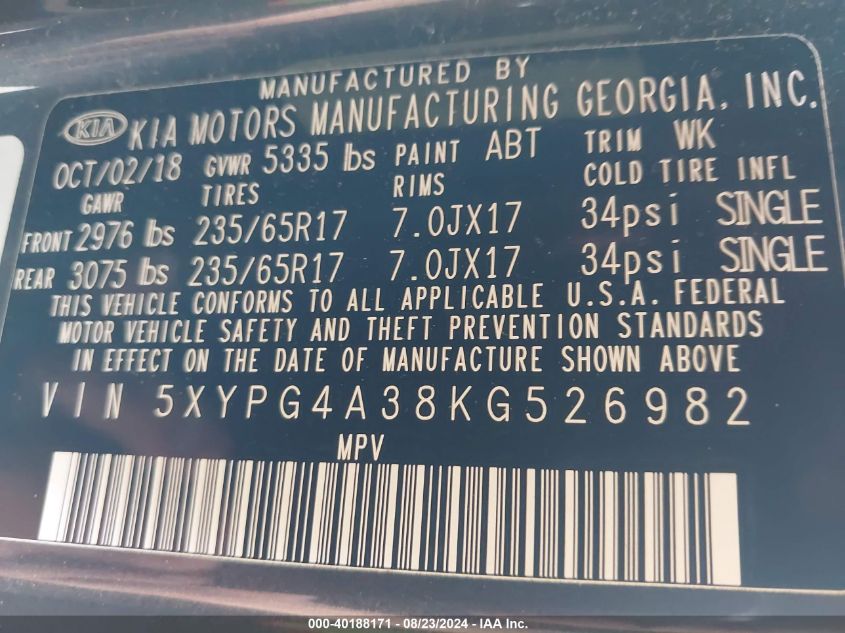 MANUFACTURED BY
KIA KIA MOTORS MANUFACTURING GEORGIA, INC.
OCT/02/18 GVWR 5335 lbs PAINT ABT TRIM WK
GAWR TIRES RIMS COLD TIRE INFL
FRONT 2976 lbs 235/65R17 7.0JX17 34psi SINGLE
REAR 3075 lbs 235/65R17 7.0JX17 34psi SINGLE
THIS VEHICLE CONFORMS TO ALL APPLICABLE U.S.A. FEDERAL
MOTOR VEHICLE SAFETY AND THEFT PREVENTION STANDARDS
IN EFFECT ON THE DATE OF MANUFACTURE SHOWN ABOVE
VIN 5XYPG4A38KG526982
MPV
000-40188171 - 08/23/2024 - IAA Inc.